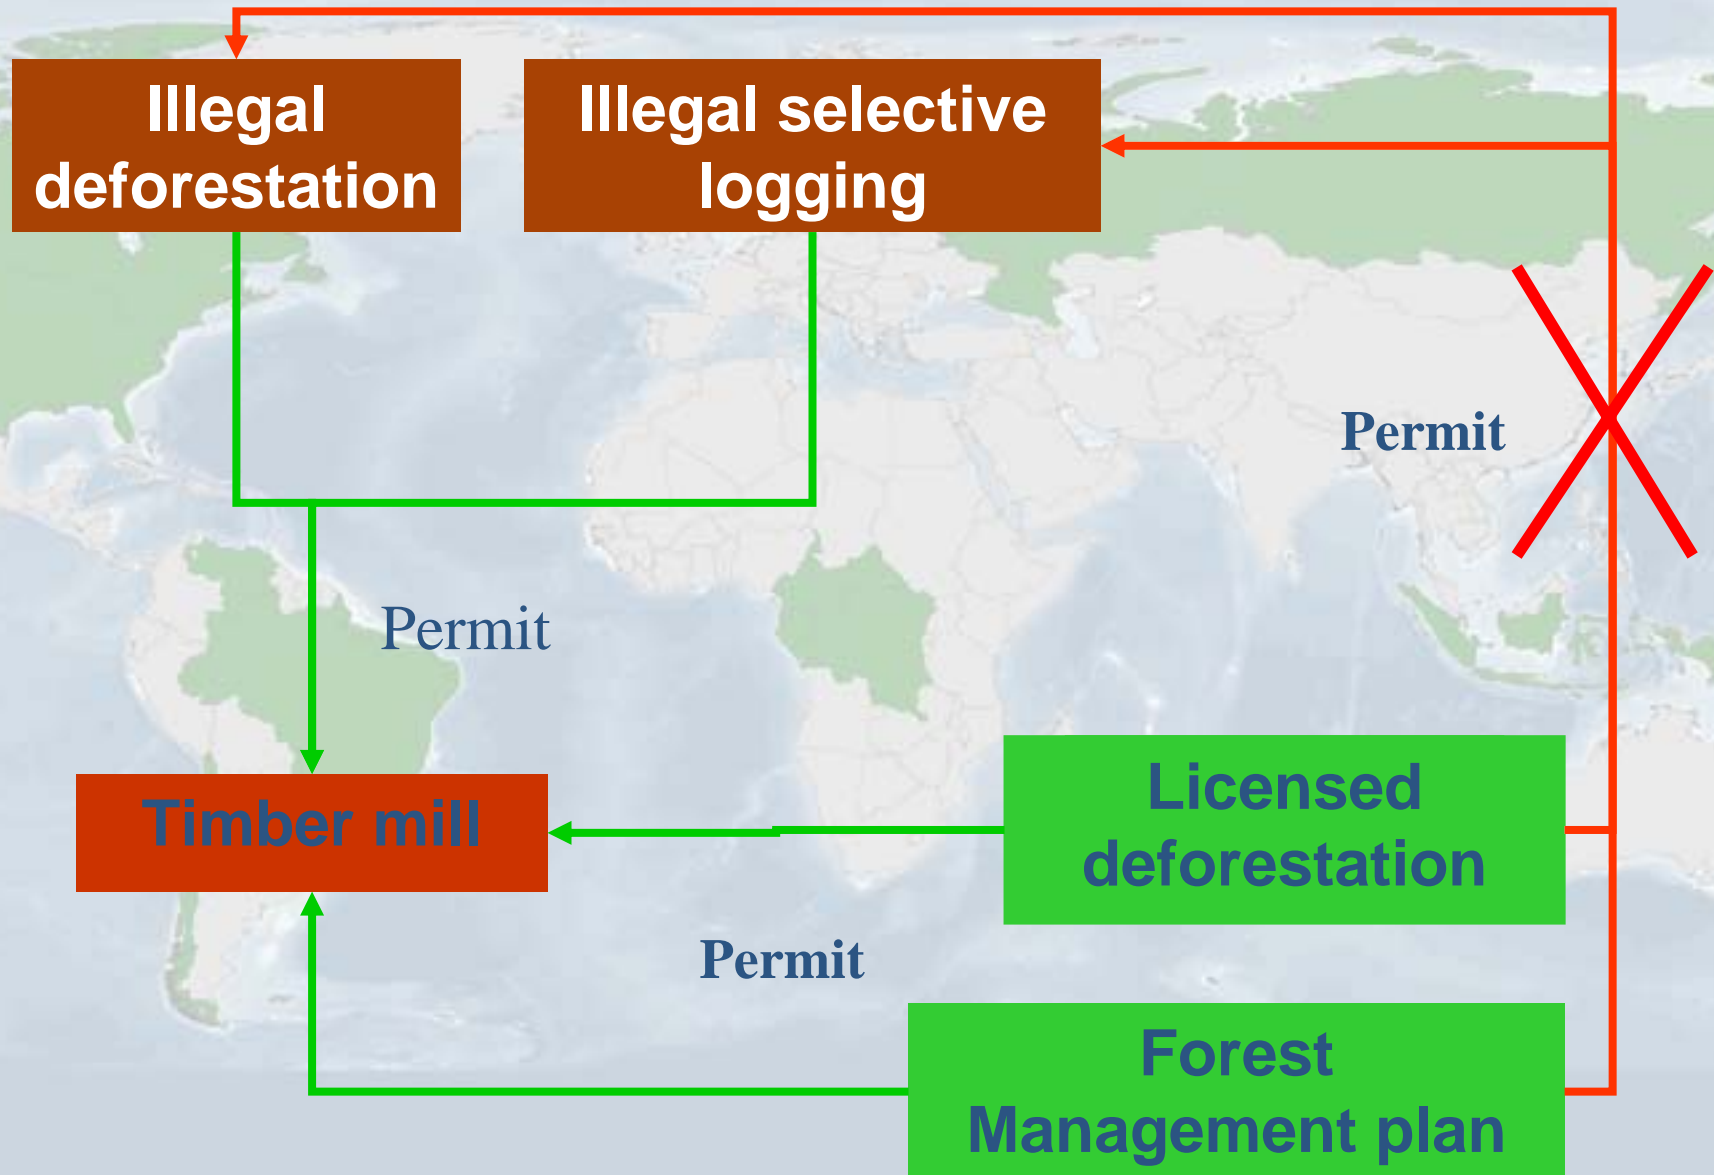 Illegal
deforestation
Illegal selective
logging
Permit
Permit
Timber mill
Licensed
deforestation
Permit
Forest
Management plan